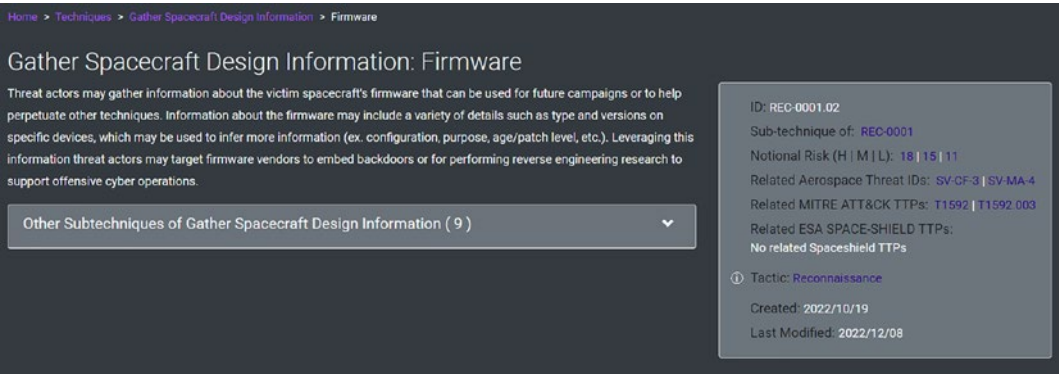 Home > Techniques > Gather Spacecraft Design Information > Firmware
Gather Spacecraft Design Information: Firmware
Threat actors may gather information about the victim spacecraft's firmware that can be used for future campaigns or to help
perpetuate other techniques. Information about the firmware may include a variety of details such as type and versions on
specific devices, which may be used to infer more information (ex. configuration, purpose, age/patch level, etc.). Leveraging this
information threat actors may target firmware vendors to embed backdoors or for performing reverse engineering research to
support offensive cyber operations.
Other Subtechniques of Gather Spacecraft Design Information ( 9 )
ID: REC-0001.02
Sub-technique of: REC-0001
Notional Risk (H | M | L): 18 | 15 | 11
Related Aerospace Threat IDs: SV-CF-3 | SV-MA-4
Related MITRE ATT&CK TTPs: T1592 | T1592.003
Related ESA SPACE-SHIELD TTPs:
No related Spaceshield TTPs
Tactic: Reconnaissance
Created: 2022/10/19
Last Modified: 2022/12/08